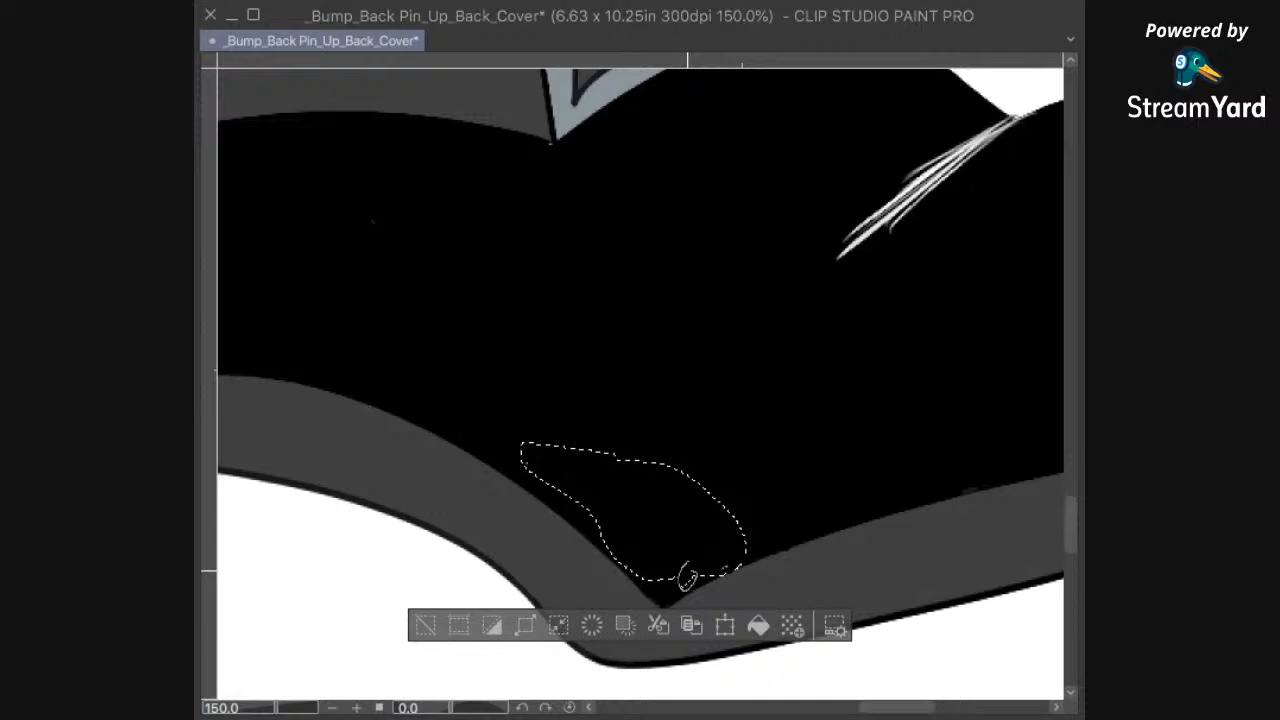 _Bump_Back Pin_Up_Back_Cover* (6.63 x 10.25in 300dpi 150.0%) - CLIP STUDIO PAINT PRO
_Bump_Back Pin_Up_Back_Cover*
Powered by
StreamYard
150.0
0.0